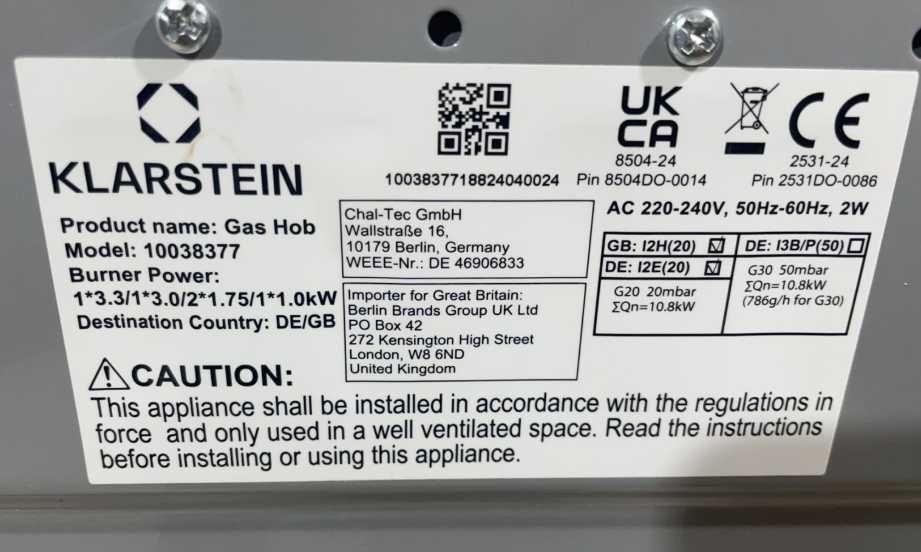 KLARSTEIN
Product name: Gas Hob
Model: 10038377
Burner Power:
1*3.3/1*3.0/2*1.75/1*1.0kW
Destination Country: DE/GB
1003837718824040024
Chal-Tec GmbH
Wallstraße 16,
10179 Berlin, Germany
WEEE-Nr.: DE 46906833
Importer for Great Britain:
Berlin Brands Group UK Ltd
PO Box 42
272 Kensington High Street
London, W8 6ND
United Kingdom
UK
CA
8504-24
Pin 8504DO-0014
CE
2531-24
Pin 2531DO-0086
AC 220-240V, 50Hz-60Hz, 2W
GB: I2H(20) ☑
DE: I2E(20) ☑
G20 20mbar
ΣQn=10.8kW
DE: I3B/P(50) ☐
G30 50mbar
ΣQn=10.8kW
(786g/h for G30)
CAUTION:
This appliance shall be installed in accordance with the regulations in
force and only used in a well ventilated space. Read the instructions
before installing or using this appliance.